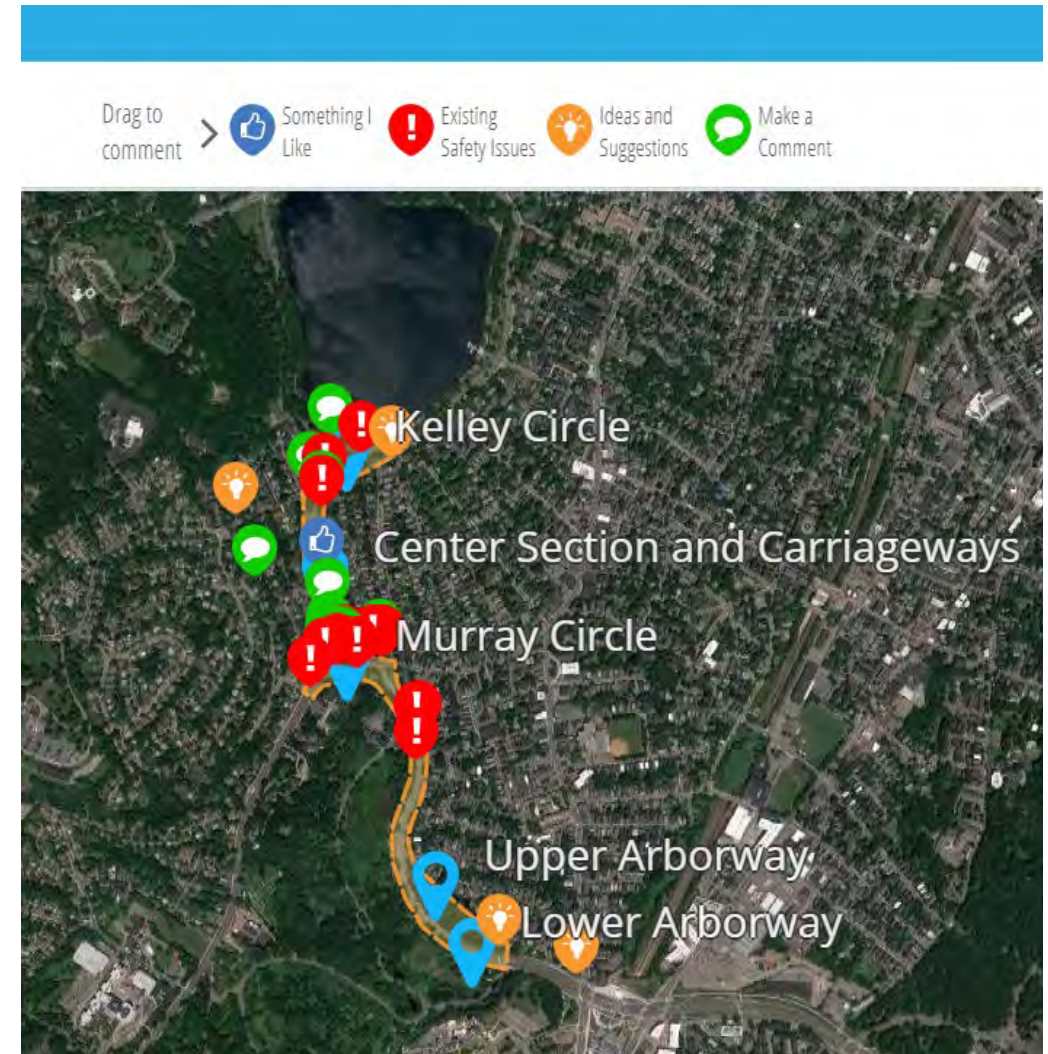 Drag to
comment
Something I
Like
Existing
Safety Issues
Ideas and
Suggestions
Make a
Comment
Kelley Circle
Center Section and Carriageways
Murray Circle
Upper Arborway
Lower Arborway